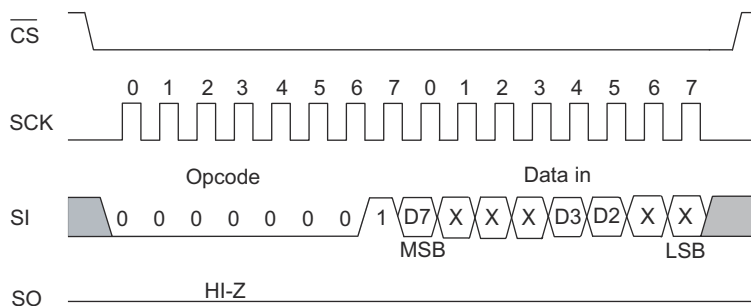 CS
0 1 2 3 4 5 6 7 0 1 2 3 4 5 6 7
SCK
Opcode Data in
SI 0 0 0 0 0 0 0 1 D7 X X X D3 D2 X X
MSB LSB
HI-Z
SO